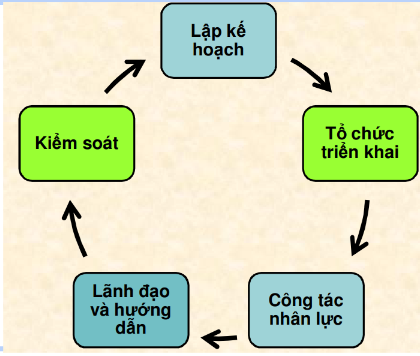 Lập kế
hoạch
Tổ chức
triển khai
Công tác
nhân lực
Lãnh đạo
và hướng
dẫn
Kiểm soát